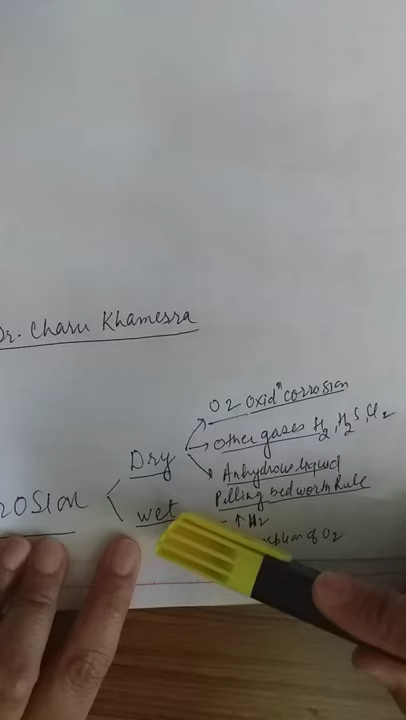 Dr. Charu Khamesra
O2 Oxidⁿ corrosion
Other gases H2, H2S, Cl2
Dry
Anhydrous liquid
Pilling bedworth Rule
ROSION
wet
- ↑ H2
of O2